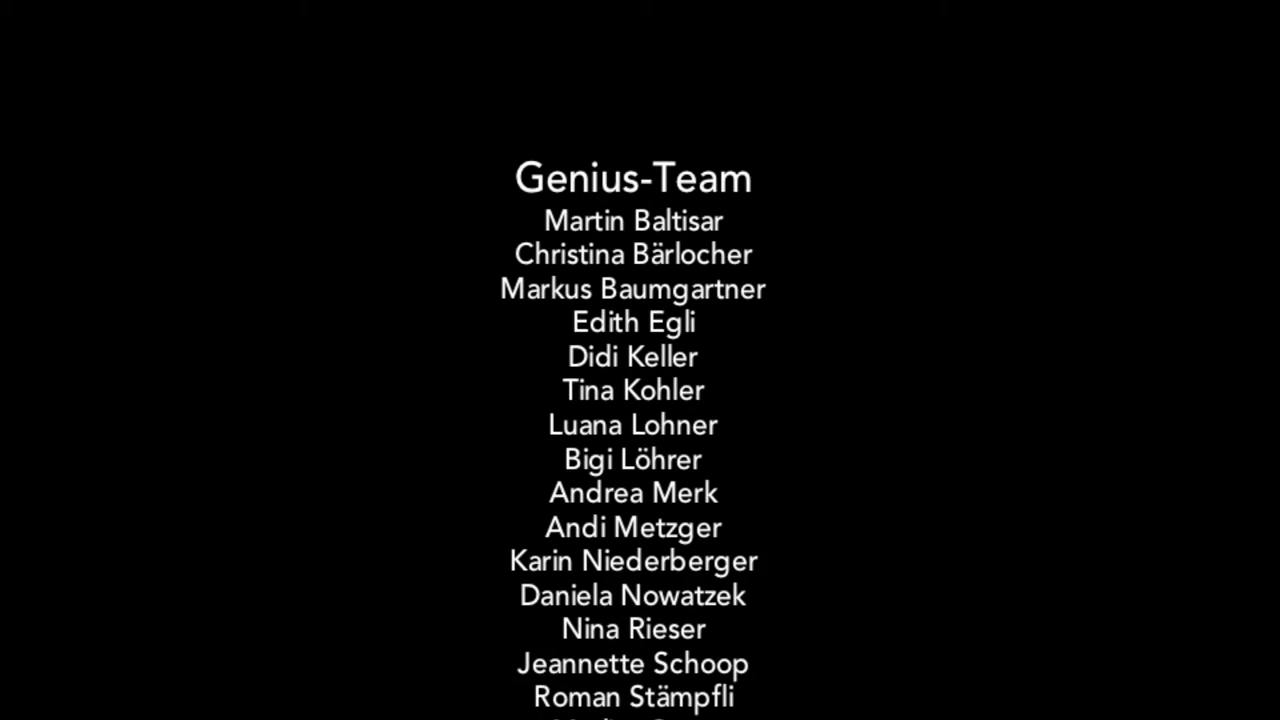 Genius-Team
Martin Baltisar
Christina Bärlocher
Markus Baumgartner
Edith Egli
Didi Keller
Tina Kohler
Luana Lohner
Bigi Löhrer
Andrea Merk
Andi Metzger
Karin Niederberger
Daniela Nowatzek
Nina Rieser
Jeannette Schoop
Roman Stämpfli